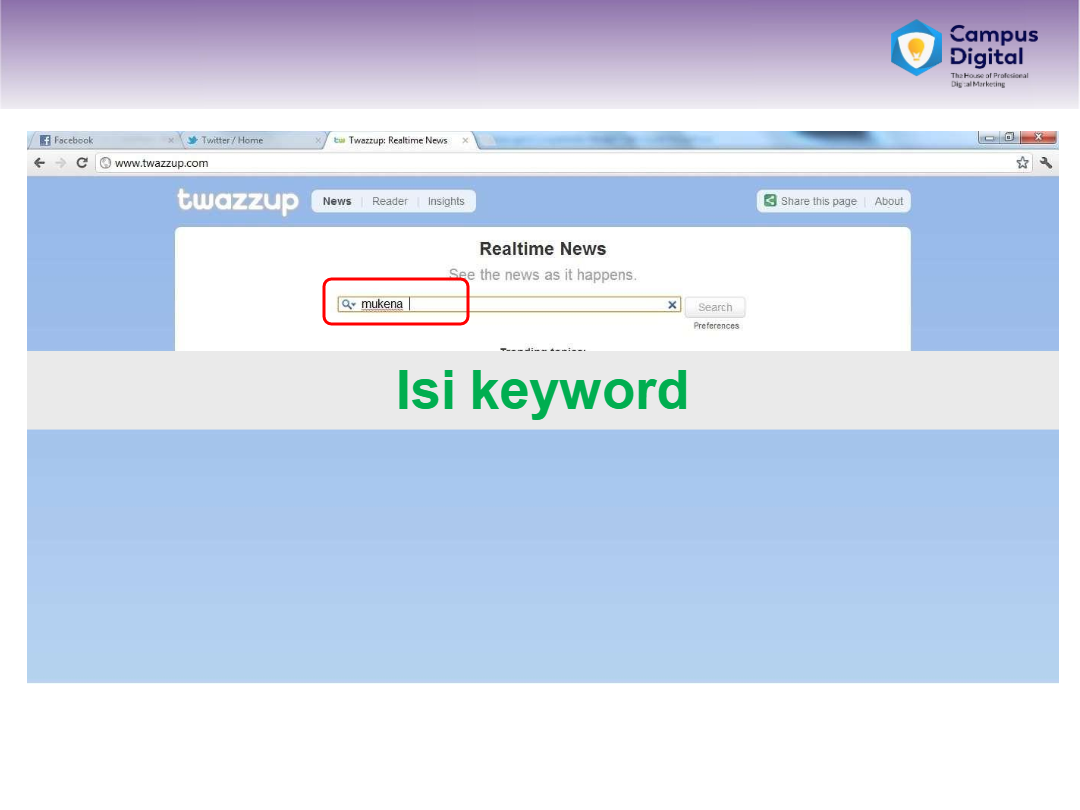 Campus
Digital
The House of Profesional
Digital Marketing
Facebook
Twitter / Home
Twazzup: Realtime News
www.twazzup.com
twazzup
News
Reader
Insights
Share this page
About
Realtime News
See the news as it happens.
mukena
Search
Preferences
Trending topics:
Isi keyword